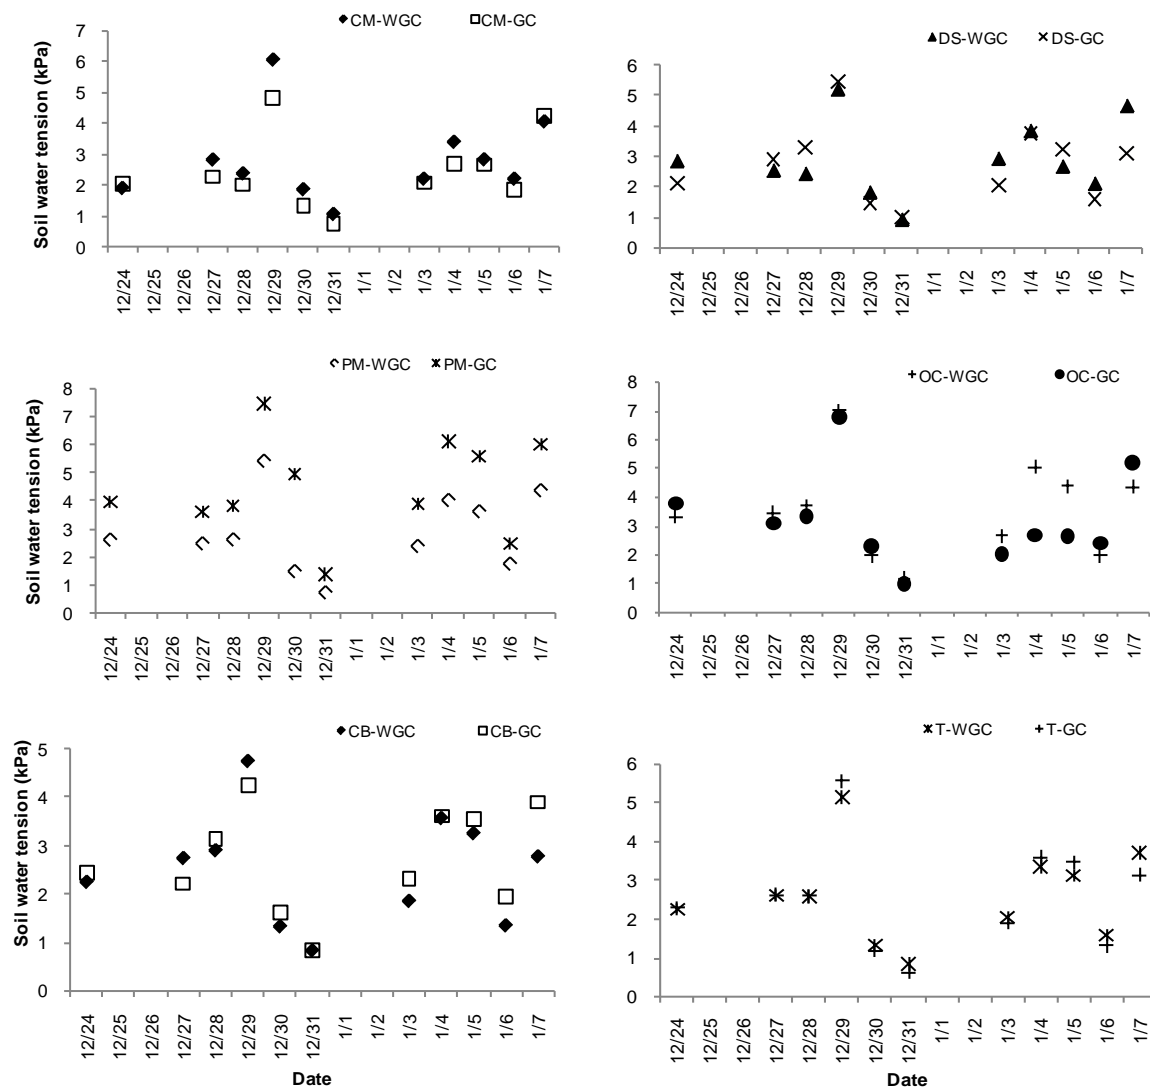 CM-WGC CM-GC
Soil water tension (kPa)
7
6
5
4
3
2
1
0
12/24 12/25 12/26 12/27 12/28 12/29 12/30 12/31 1/1 1/2 1/3 1/4 1/5 1/6 1/7
DS-WGC DS-GC
6
5
4
3
2
1
0
12/24 12/25 12/26 12/27 12/28 12/29 12/30 12/31 1/1 1/2 1/3 1/4 1/5 1/6 1/7
PM-WGC PM-GC
Soil water tension (kPa)
8
7
6
5
4
3
2
1
0
12/24 12/25 12/26 12/27 12/28 12/29 12/30 12/31 1/1 1/2 1/3 1/4 1/5 1/6 1/7
OC-WGC OC-GC
8
7
6
5
4
3
2
1
0
12/24 12/25 12/26 12/27 12/28 12/29 12/30 12/31 1/1 1/2 1/3 1/4 1/5 1/6 1/7
CB-WGC CB-GC
Soil water tension (kPa)
5
4
3
2
1
0
12/24 12/25 12/26 12/27 12/28 12/29 12/30 12/31 1/1 1/2 1/3 1/4 1/5 1/6 1/7
Date
T-WGC T-GC
6
5
4
3
2
1
0
12/24 12/25 12/26 12/27 12/28 12/29 12/30 12/31 1/1 1/2 1/3 1/4 1/5 1/6 1/7
Date